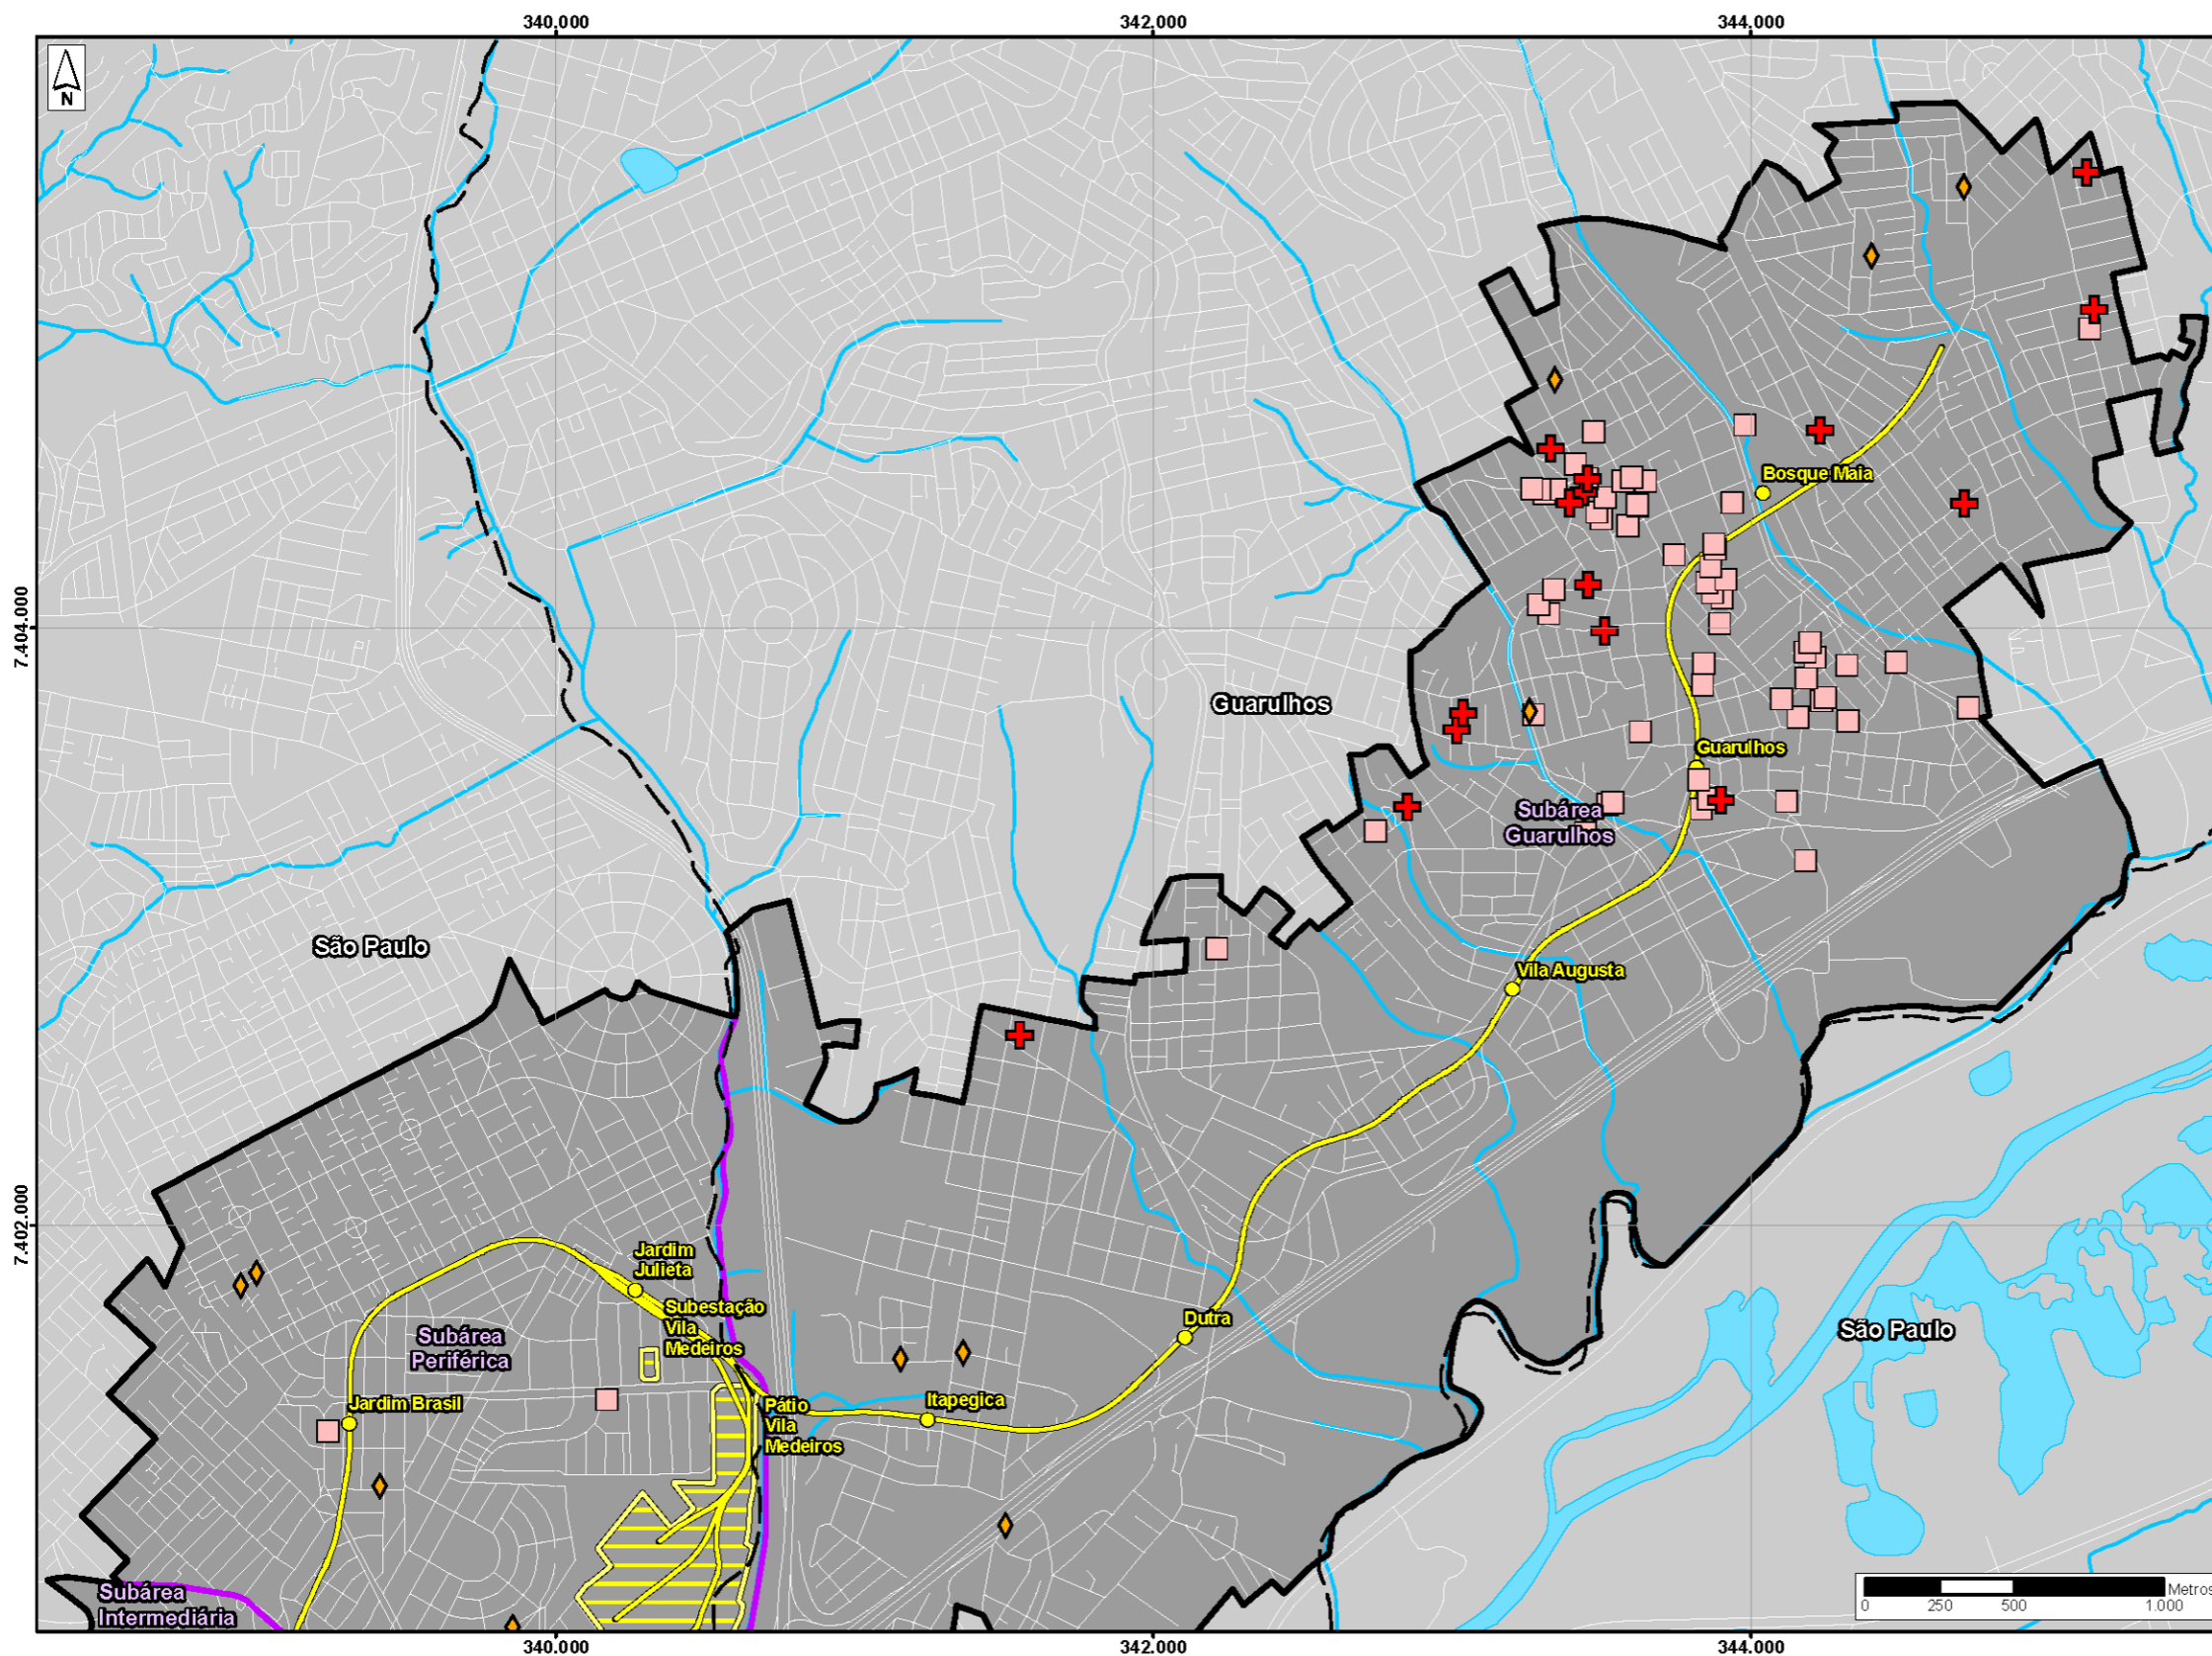 340.000
342.000
344.000
N
Bosque Maia
7.404.000
Guarulhos
Guarulhos
Subárea
Guarulhos
São Paulo
Vila Augusta
7.402.000
Jardim
Julieta
Subestação
Vila
Medeiros
Dutra
São Paulo
Subárea
Periférica
Jardim Brasil
Itapegica
Pátio
Vila
Medeiros
Subárea
Intermediária
Metros
0 250 500 1.000
340.000
342.000
344.000